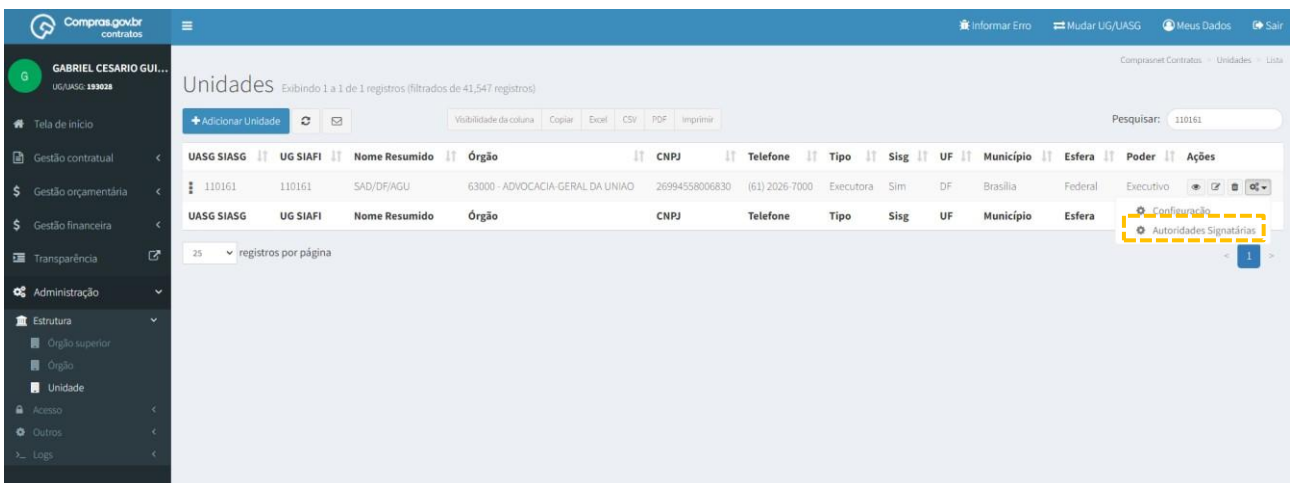 Compras.gov.br
contratos
Informar Erro
Mudar UG/UASG
Meus Dados
Sair
G
GABRIEL CESARIO GUI...
UG/UASG: 193028
Comprasnet Contratos > Unidades > Lista
Unidades Exibindo 1 a 1 de 1 registros (filtrados de 41,547 registros)
+Adicionar Unidade
Visibilidade da coluna Copiar Excel CSV PDF Imprimir
Pesquisar: 110161
Tela de início
Gestão contratual
Gestão orçamentária
Gestão financeira
Transparência
Administração
Estrutura
Órgão superior
Órgão
Unidade
Acesso
Outros
Logs
UASG SIASG UG SIAFI Nome Resumido Órgão CNPJ Telefone Tipo Sisg UF Município Esfera Poder Ações
110161 110161 SAD/DF/AGU 63000 - ADVOCACIA-GERAL DA UNIAO 26994558006830 (61) 2026-7000 Executora Sim DF Brasília Federal Executivo
UASG SIASG UG SIAFI Nome Resumido Órgão CNPJ Telefone Tipo Sisg UF Município Esfera
Configuração
Autoridades Signatárias
25 registros por página
< 1 >